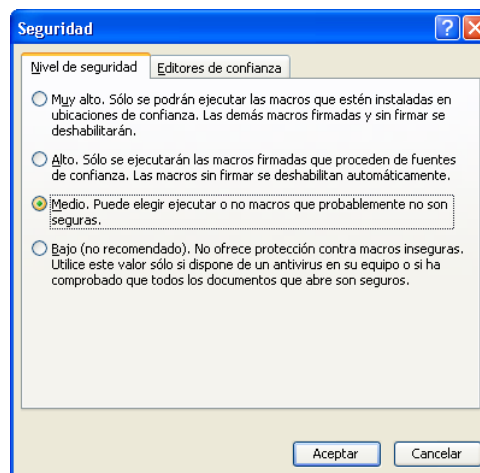 Seguridad
Nivel de seguridad Editores de confianza
Muy alto. Sólo se podrán ejecutar las macros que estén instaladas en
ubicaciones de confianza. Las demás macros firmadas y sin firmar se
deshabilitarán.
Alto. Sólo se ejecutarán las macros firmadas que proceden de fuentes
de confianza. Las macros sin firmar se deshabilitan automáticamente.
Medio. Puede elegir ejecutar o no macros que probablemente no son
seguras.
Bajo (no recomendado). No ofrece protección contra macros inseguras.
Utilice este valor sólo si dispone de un antivirus en su equipo o si ha
comprobado que todos los documentos que abre son seguros.
Aceptar Cancelar